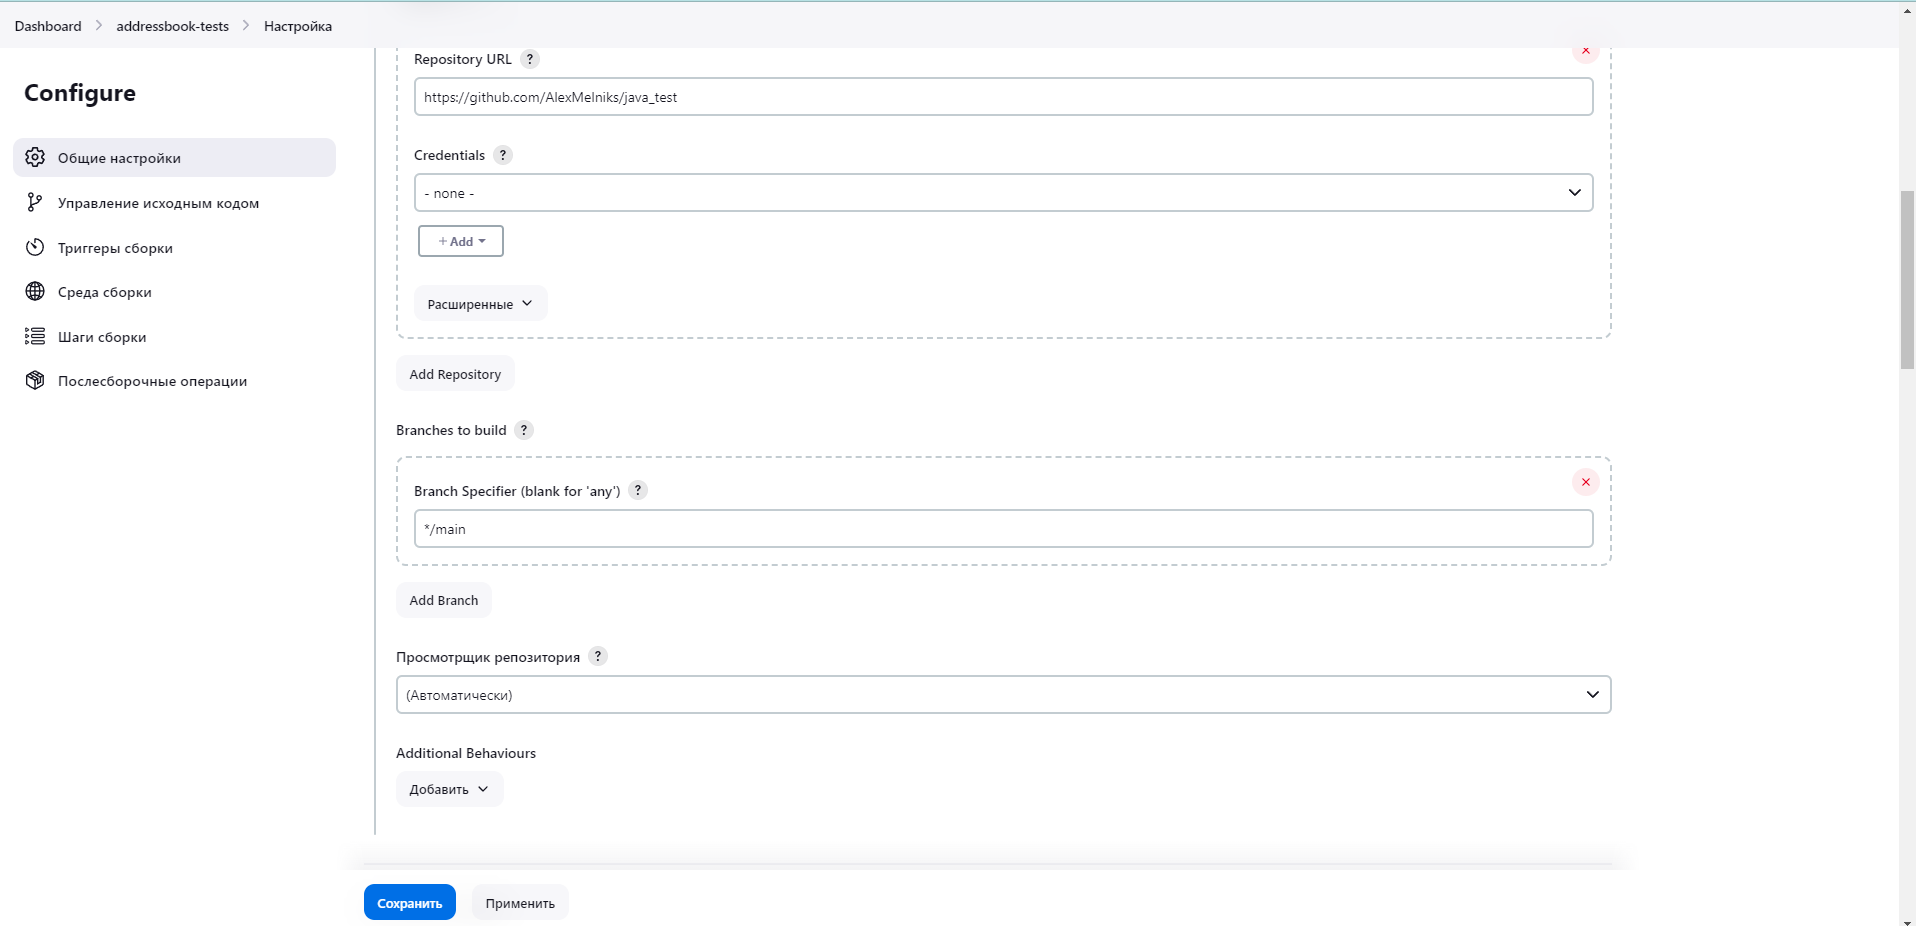 Dashboard
addressbook-tests
Настройка
Configure
Общие настройки
Управление исходным кодом
Триггеры сборки
Среда сборки
Шаги сборки
Послесборочные операции
Repository URL ?
https://github.com/AlexMelniks/java_test
Credentials ?
- none -
+ Add
Расширенные
Add Repository
Branches to build ?
Branch Specifier (blank for 'any') ?
*/main
Add Branch
Просмотрщик репозитория ?
(Автоматически)
Additional Behaviours
Добавить
Сохранить
Применить